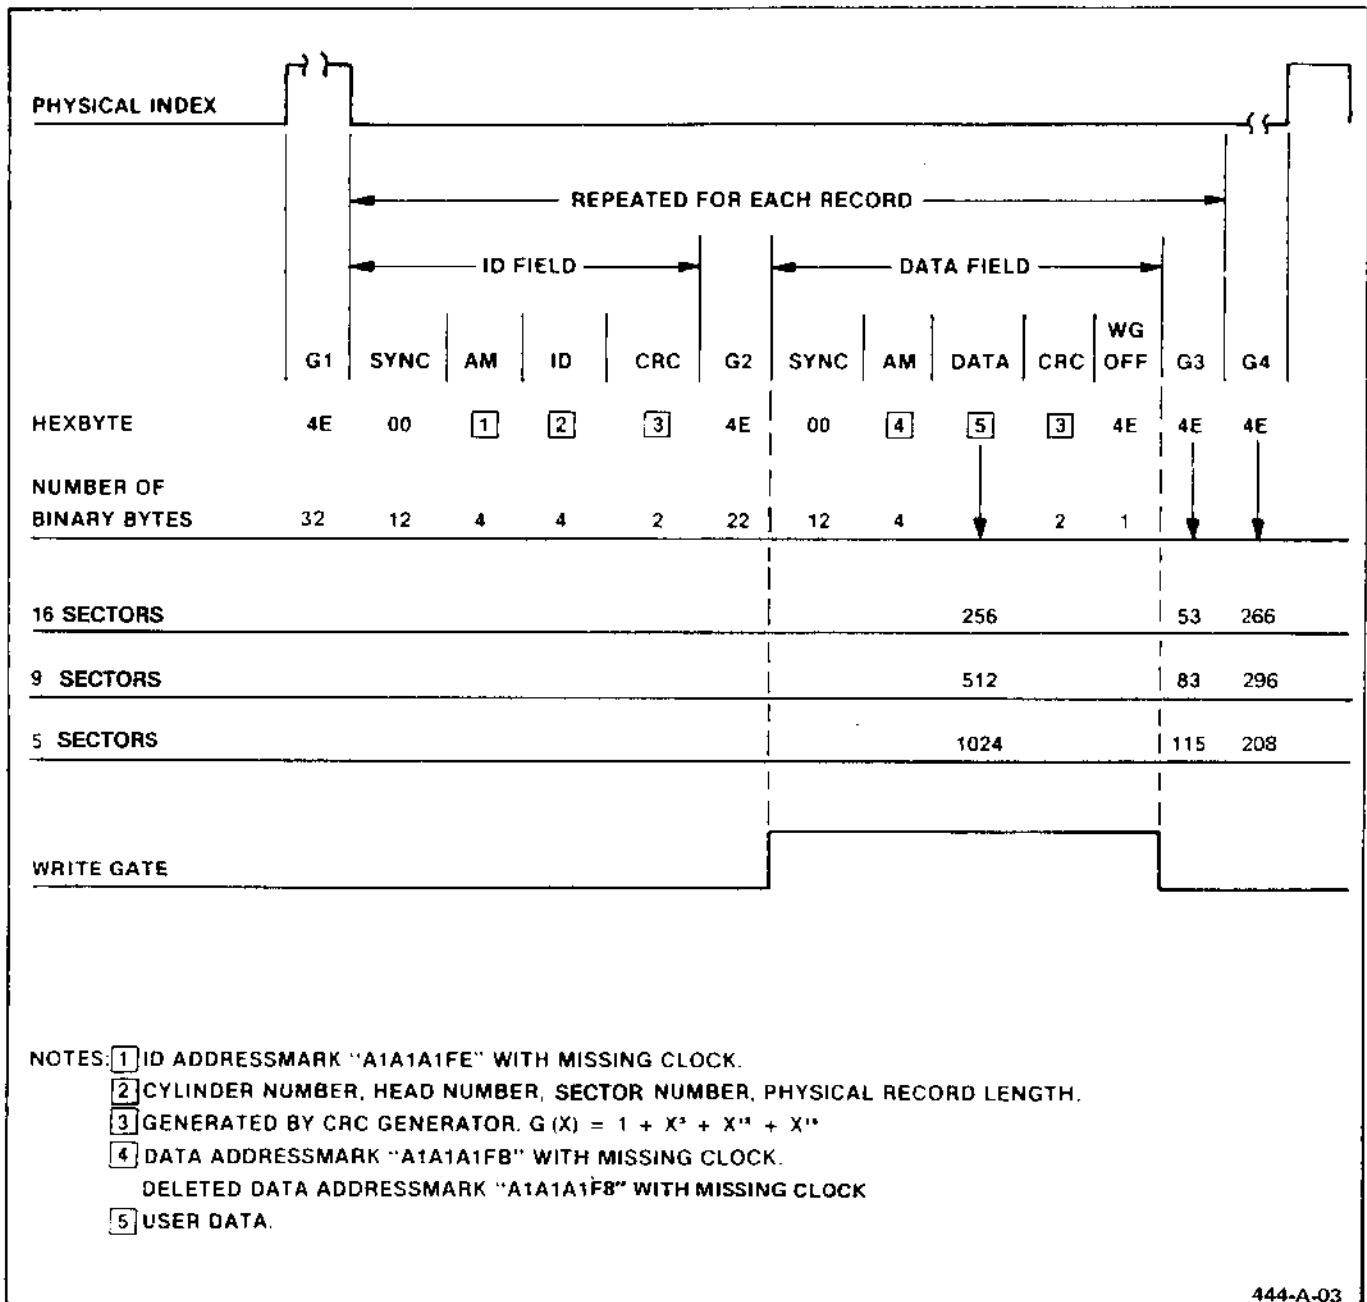 PHYSICAL INDEX
REPEATED FOR EACH RECORD
ID FIELD DATA FIELD
WG
G1 SYNC AM ID CRC G2 SYNC AM DATA CRC OFF G3 G4
HEXBYTE 4E 00 1 2 3 4E 00 4 5 3 4E 4E 4E
NUMBER OF
BINARY BYTES 32 12 4 4 2 22 12 4 2 1
16 SECTORS 256 53 266
9 SECTORS 512 83 296
5 SECTORS 1024 115 208
WRITE GATE
NOTES: 1 ID ADDRESSMARK "A1A1A1FE" WITH MISSING CLOCK.
2 CYLINDER NUMBER, HEAD NUMBER, SECTOR NUMBER, PHYSICAL RECORD LENGTH.
3 GENERATED BY CRC GENERATOR. G (X) = 1 + X⁵ + X¹² + X¹⁶
4 DATA ADDRESSMARK "A1A1A1FB" WITH MISSING CLOCK.
DELETED DATA ADDRESSMARK "A1A1A1F8" WITH MISSING CLOCK
5 USER DATA.
444-A-03